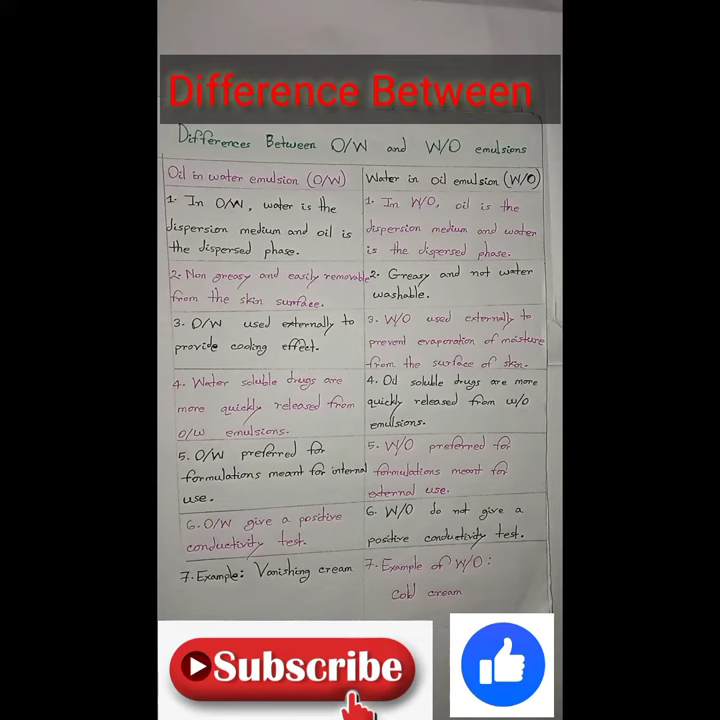 Difference Between
Differences Between O/W and W/O emulsions
Oil in water emulsion (O/W)
1. In O/W, water is the
dispersion medium and oil is
the dispersed phase.
2. Non greasy and easily removable
from the skin surface.
3. O/W used externally to
provide cooling effect.
4. Water soluble drugs are
more quickly released from
O/W emulsions.
5. O/W preferred for
formulations meant for internal
use.
6. O/W give a positive
conductivity test.
7. Example: Vanishing cream
Water in oil emulsion (W/O)
1. In W/O, oil is the
dispersion medium and water
is the dispersed phase.
2. Greasy and not water
washable.
3. W/O used externally to
prevent evaporation of mosture
from the surface of skin.
4. Oil soluble drugs are more
quickly released from w/o
emulsions.
5. W/O preferred for
formulations meant for
external use.
6. W/O do not give a
positive conductivity test.
7. Example of W/O:
cold cream
Subscribe